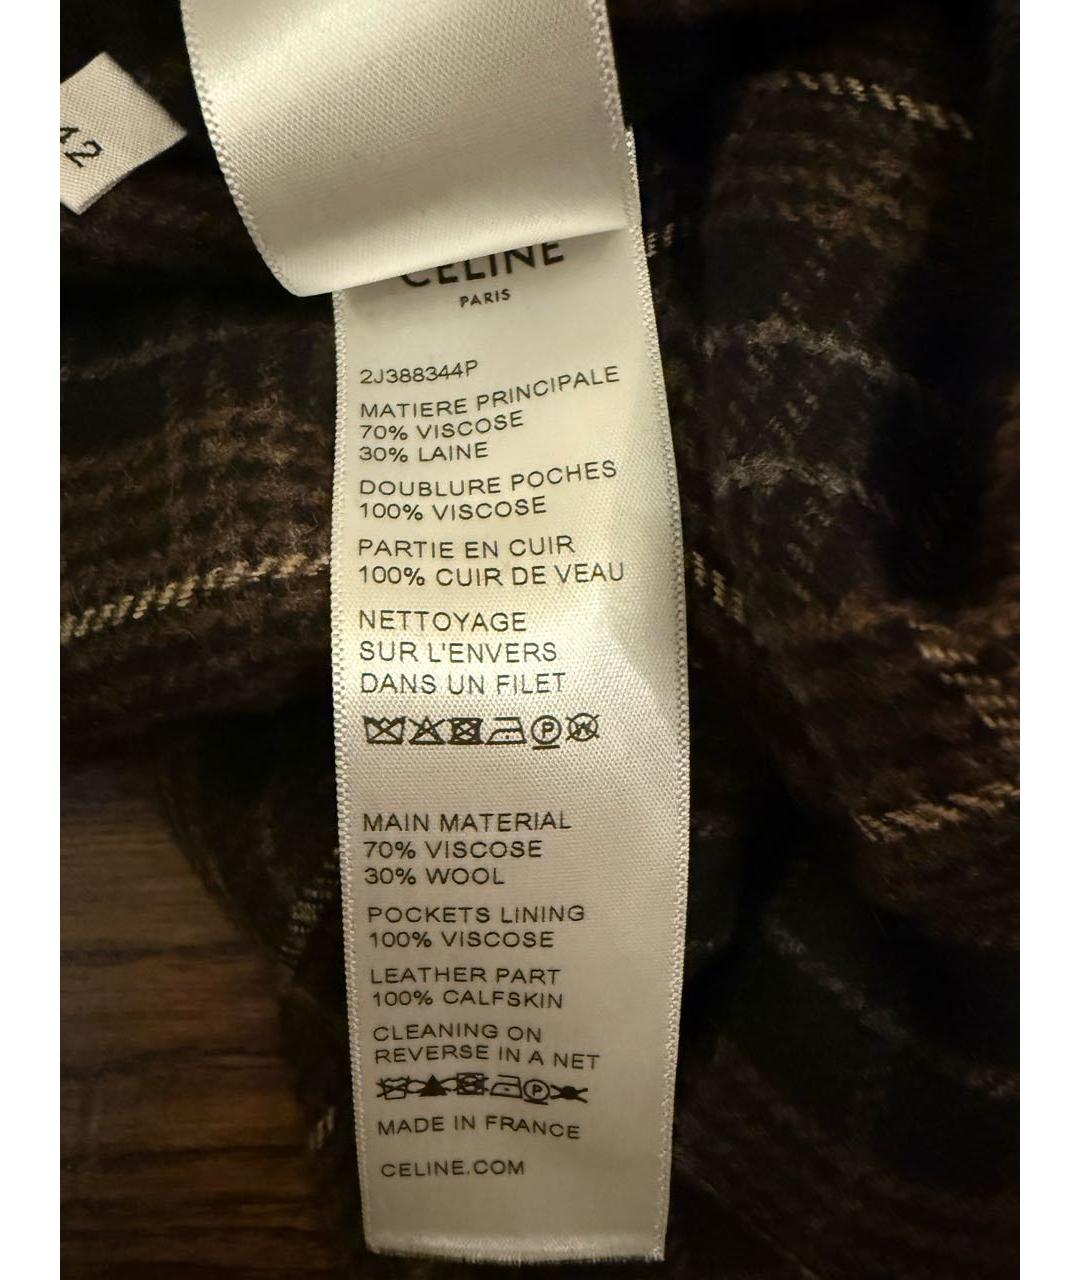 42
CELINE
PARIS
2J388344P
MATIERE PRINCIPALE
70% VISCOSE
30% LAINE
DOUBLURE POCHES
100% VISCOSE
PARTIE EN CUIR
100% CUIR DE VEAU
NETTOYAGE
SUR L'ENVERS
DANS UN FILET
P W
MAIN MATERIAL
70% VISCOSE
30% WOOL
POCKETS LINING
100% VISCOSE
LEATHER PART
100% CALFSKIN
CLEANING ON
REVERSE IN A NET
P
MADE IN FRANCE
CELINE.COM